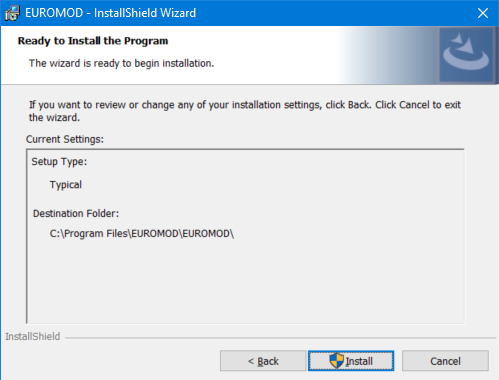 EUROMOD - InstallShield Wizard
Ready to Install the Program
The wizard is ready to begin installation.
If you want to review or change any of your installation settings, click Back. Click Cancel to exit
the wizard.
Current Settings:
Setup Type:
Typical
Destination Folder:
C:\Program Files\EUROMOD\EUROMOD\
InstallShield
< Back
Install
Cancel